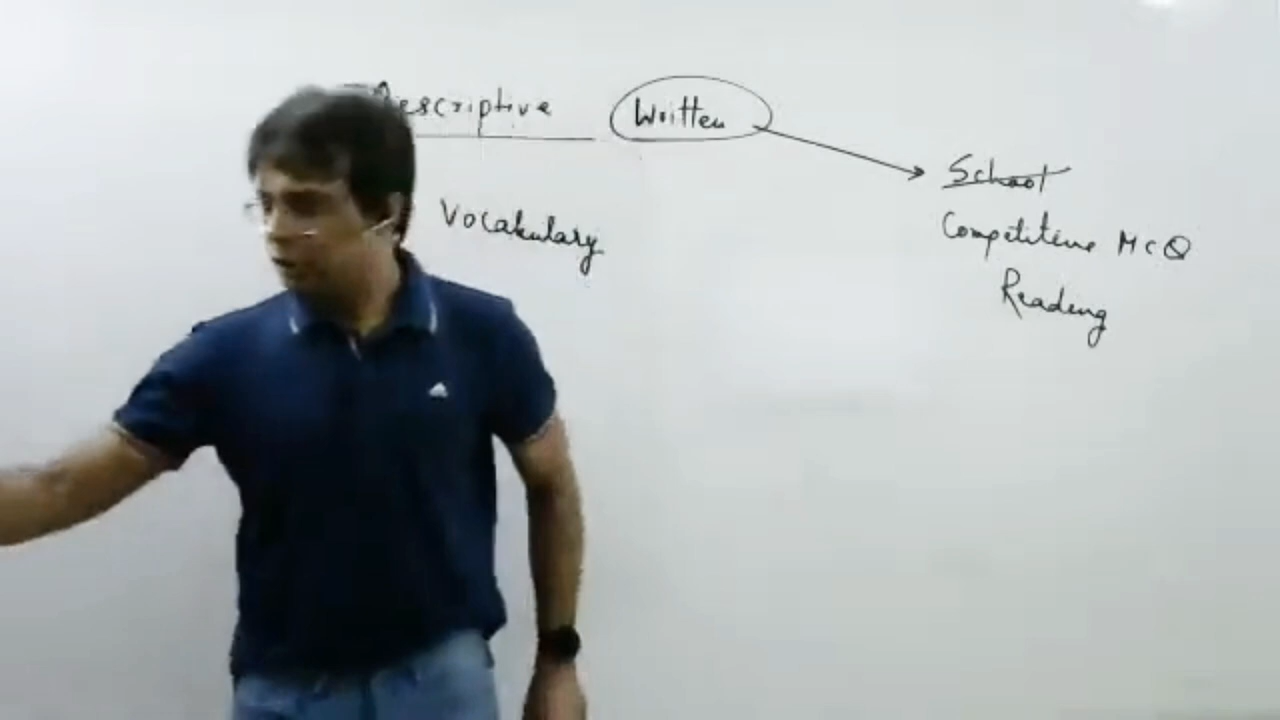 Descriptive Written
Vocabulary
School
Competitive McQ
Reading